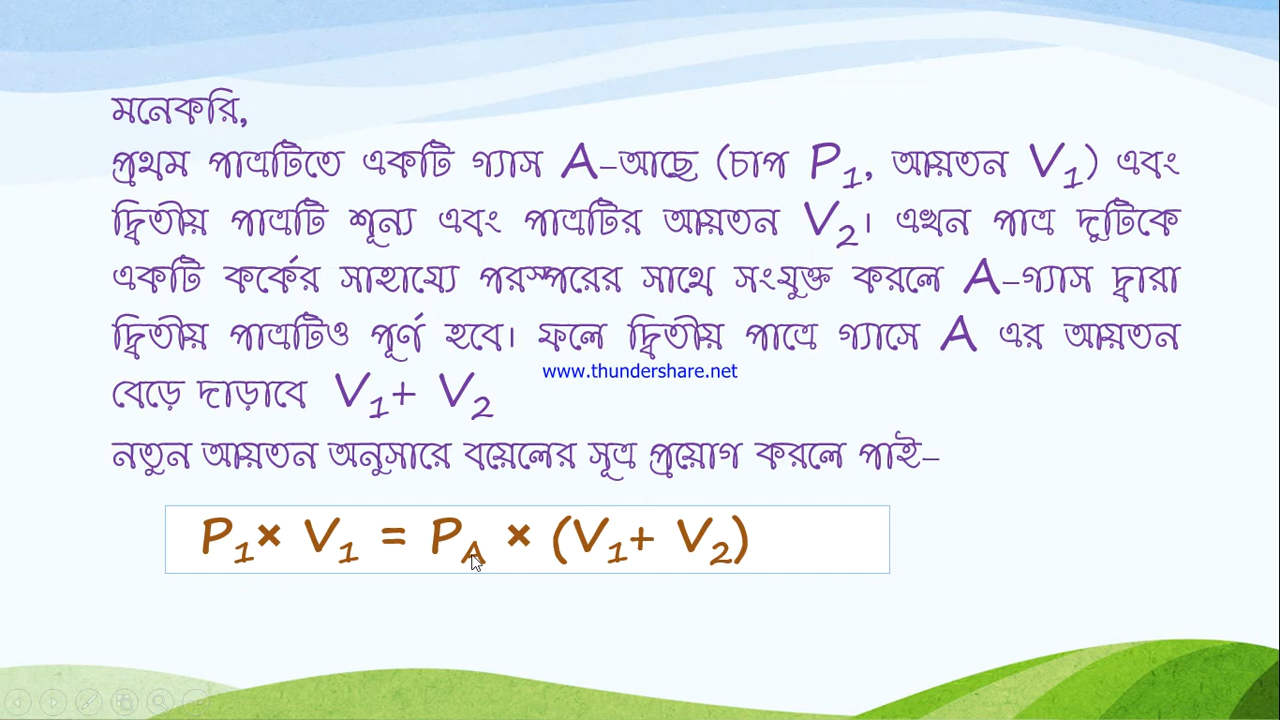 মনেকরি,
প্রথম পাত্রটিতে একটি গ্যাস A-আছে (চাপ P₁, আয়তন V₁) এবং
দ্বিতীয় পাত্রটি শূন্য এবং পাত্রটির আয়তন V₂। এখন পাত্র দুটিকে
একটি কর্কের সাহায্যে পরস্পরের সাথে সংযুক্ত করলে A-গ্যাস দ্বারা
দ্বিতীয় পাত্রটিও পূর্ণ হবে। ফলে দ্বিতীয় পাত্রে গ্যাসে A এর আয়তন
www.thundershare.net
বেড়ে দাড়াবে V₁+ V₂
নতুন আয়তন অনুসারে বয়েলের সূত্র প্রয়োগ করলে পাই-
P₁× V₁ = P_A × (V₁+ V₂)